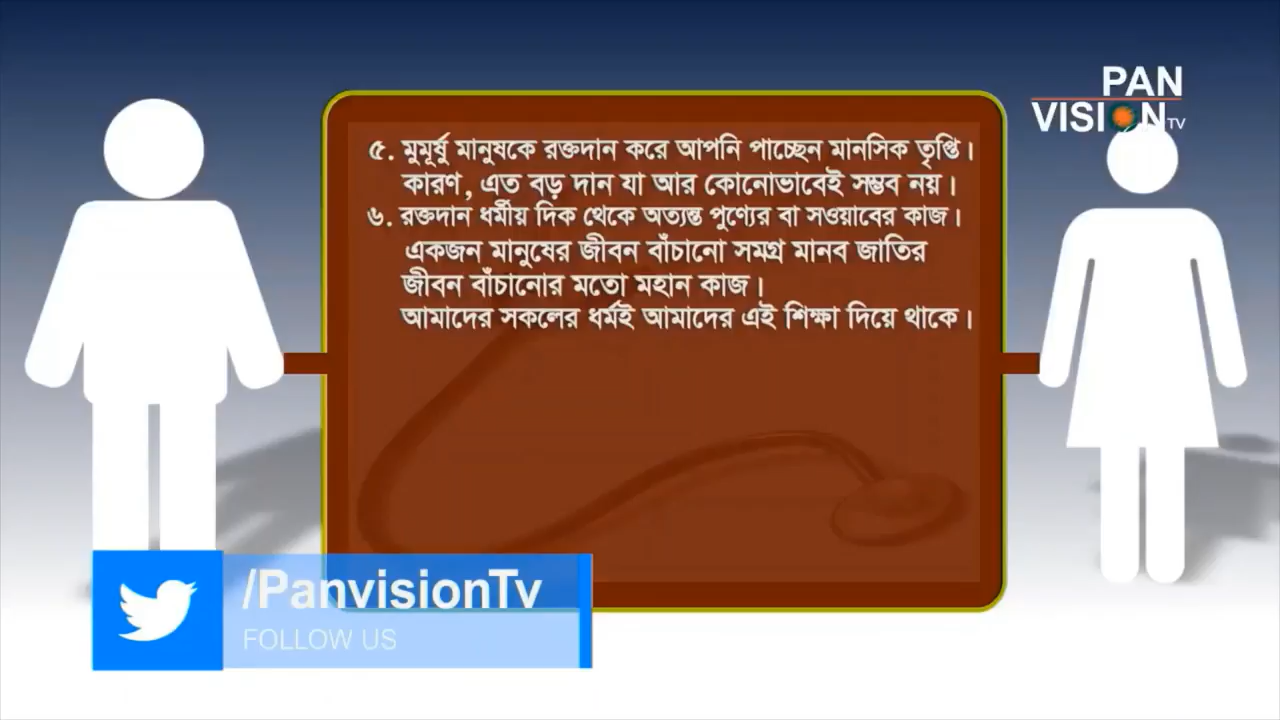 PAN
VISION TV
৫. মুমূর্ষু মানুষকে রক্তদান করে আপনি পাচ্ছেন মানসিক তৃপ্তি।
কারণ, এত বড় দান যা আর কোনোভাবেই সম্ভব নয়।
৬. রক্তদান ধর্মীয় দিক থেকে অত্যন্ত পুণ্যের বা সওয়াবের কাজ।
একজন মানুষের জীবন বাঁচানো সমগ্র মানব জাতির
জীবন বাঁচানোর মতো মহান কাজ।
আমাদের সকলের ধর্মই আমাদের এই শিক্ষা দিয়ে থাকে।
/PanvisionTv
FOLLOW US